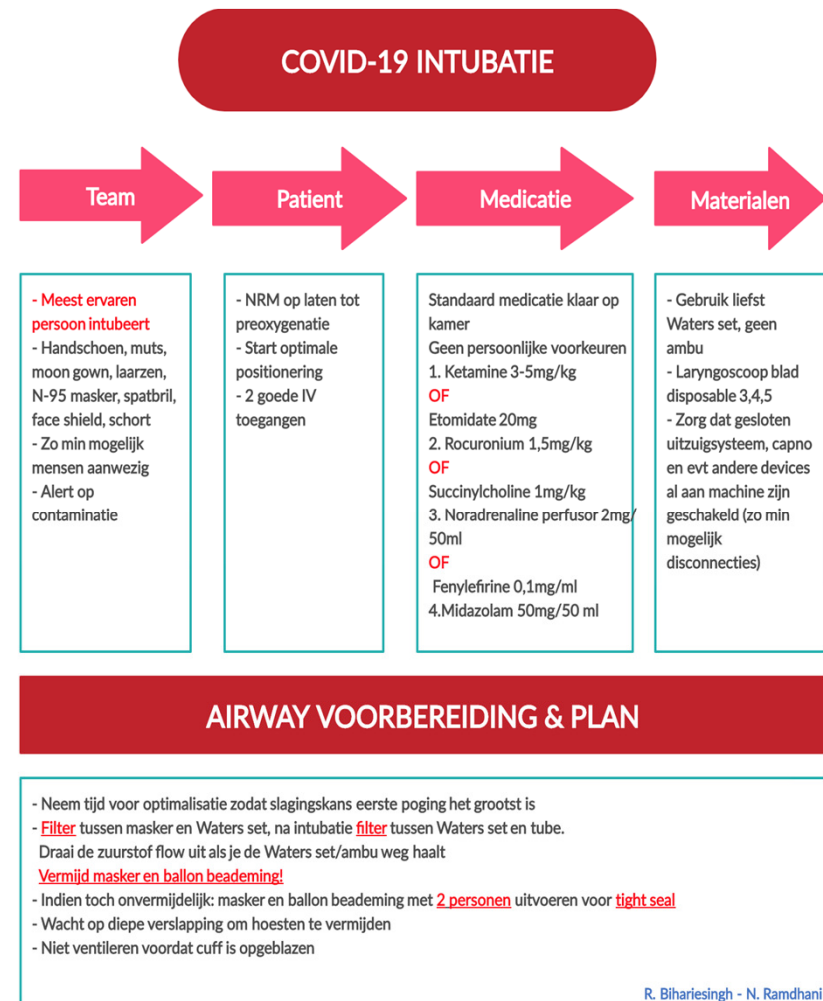 COVID-19 INTUBATIE
Team
Patient
Medicatie
Materialen
- Meest ervaren
persoon intubeert
- Handschoen, muts,
moon gown, laarzen,
N-95 masker, spatbril,
face shield, schort
- Zo min mogelijk
mensen aanwezig
- Alert op
contaminatie
- NRM op laten tot
preoxygenatie
- Start optimale
positionering
- 2 goede IV
toegangen
Standaard medicatie klaar op
kamer
Geen persoonlijke voorkeuren
1. Ketamine 3-5mg/kg
OF
Etomidate 20mg
2. Rocuronium 1,5mg/kg
OF
Succinylcholine 1mg/kg
3. Noradrenaline perfusor 2mg/
50ml
OF
Fenylefirine 0,1mg/ml
4.Midazolam 50mg/50 ml
- Gebruik liefst
Waters set, geen
ambu
- Laryngoscoop blad
disposable 3,4,5
- Zorg dat gesloten
uitzuigsysteem, capno
en evt andere devices
al aan machine zijn
geschakeld (zo min
mogelijk
disconnecties)
AIRWAY VOORBEREIDING & PLAN
- Neem tijd voor optimalisatie zodat slagingskans eerste poging het grootst is
- Filter tussen masker en Waters set, na intubatie filter tussen Waters set en tube.
Draai de zuurstof flow uit als je de Waters set/ambu weg haalt
Vermijd masker en ballon beademing!
- Indien toch onvermijdelijk: masker en ballon beademing met 2 personen uitvoeren voor tight seal
- Wacht op diepe verslapping om hoesten te vermijden
- Niet ventileren voordat cuff is opgeblazen
R. Bihariesingh - N. Ramdhani